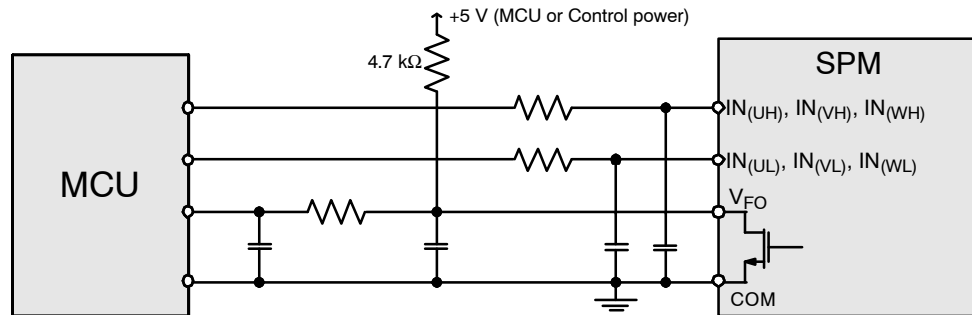 +5 V (MCU or Control power)
4.7 kΩ
SPM
IN(UH), IN(VH), IN(WH)
MCU
IN(UL), IN(VL), IN(WL)
VFO
COM